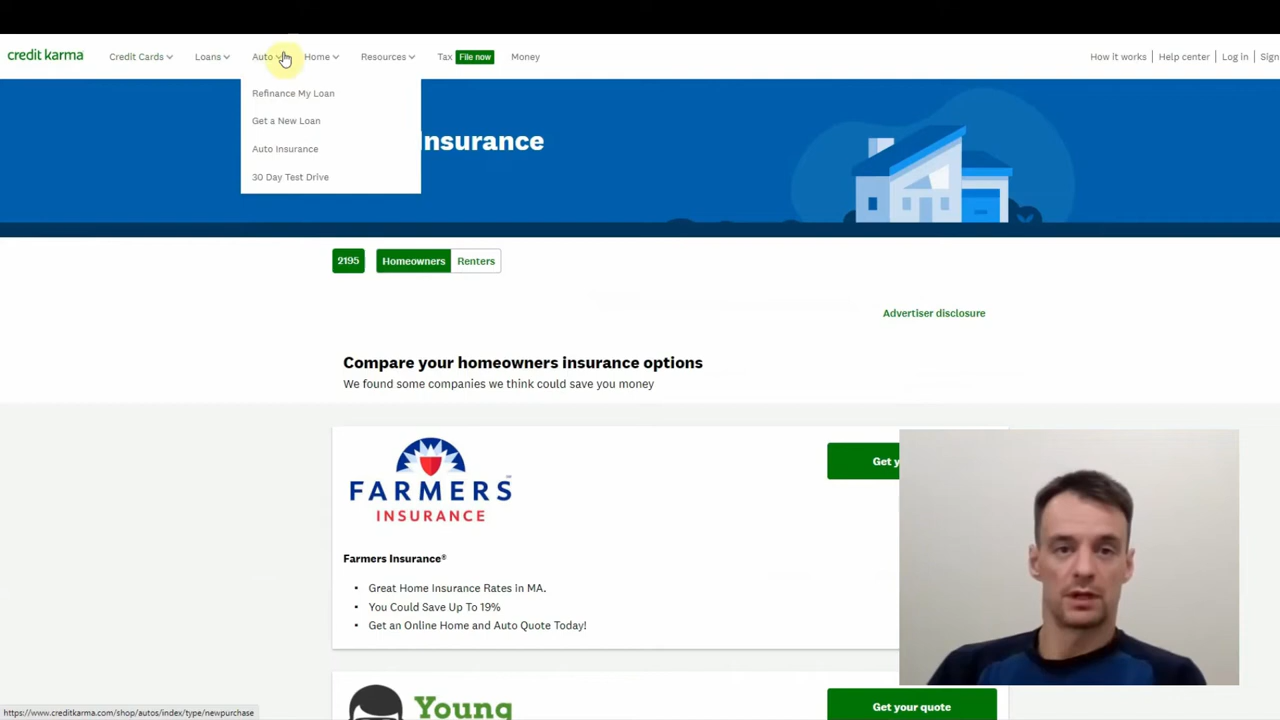 credit karma
Credit Cards
Loans
Auto
Home
Resources
Tax
File now
Money
How it works
Help center
Log in
Sign
Refinance My Loan
Get a New Loan
Auto Insurance
30 Day Test Drive
nsurance
2195
Homeowners
Renters
Advertiser disclosure
Compare your homeowners insurance options
We found some companies we think could save you money
FARMERS
INSURANCE
Get y
Farmers Insurance®
• Great Home Insurance Rates in MA.
• You Could Save Up To 19%
• Get an Online Home and Auto Quote Today!
Young
Get your quote
https://www.creditkarma.com/shop/autos/index/type/newpurchase